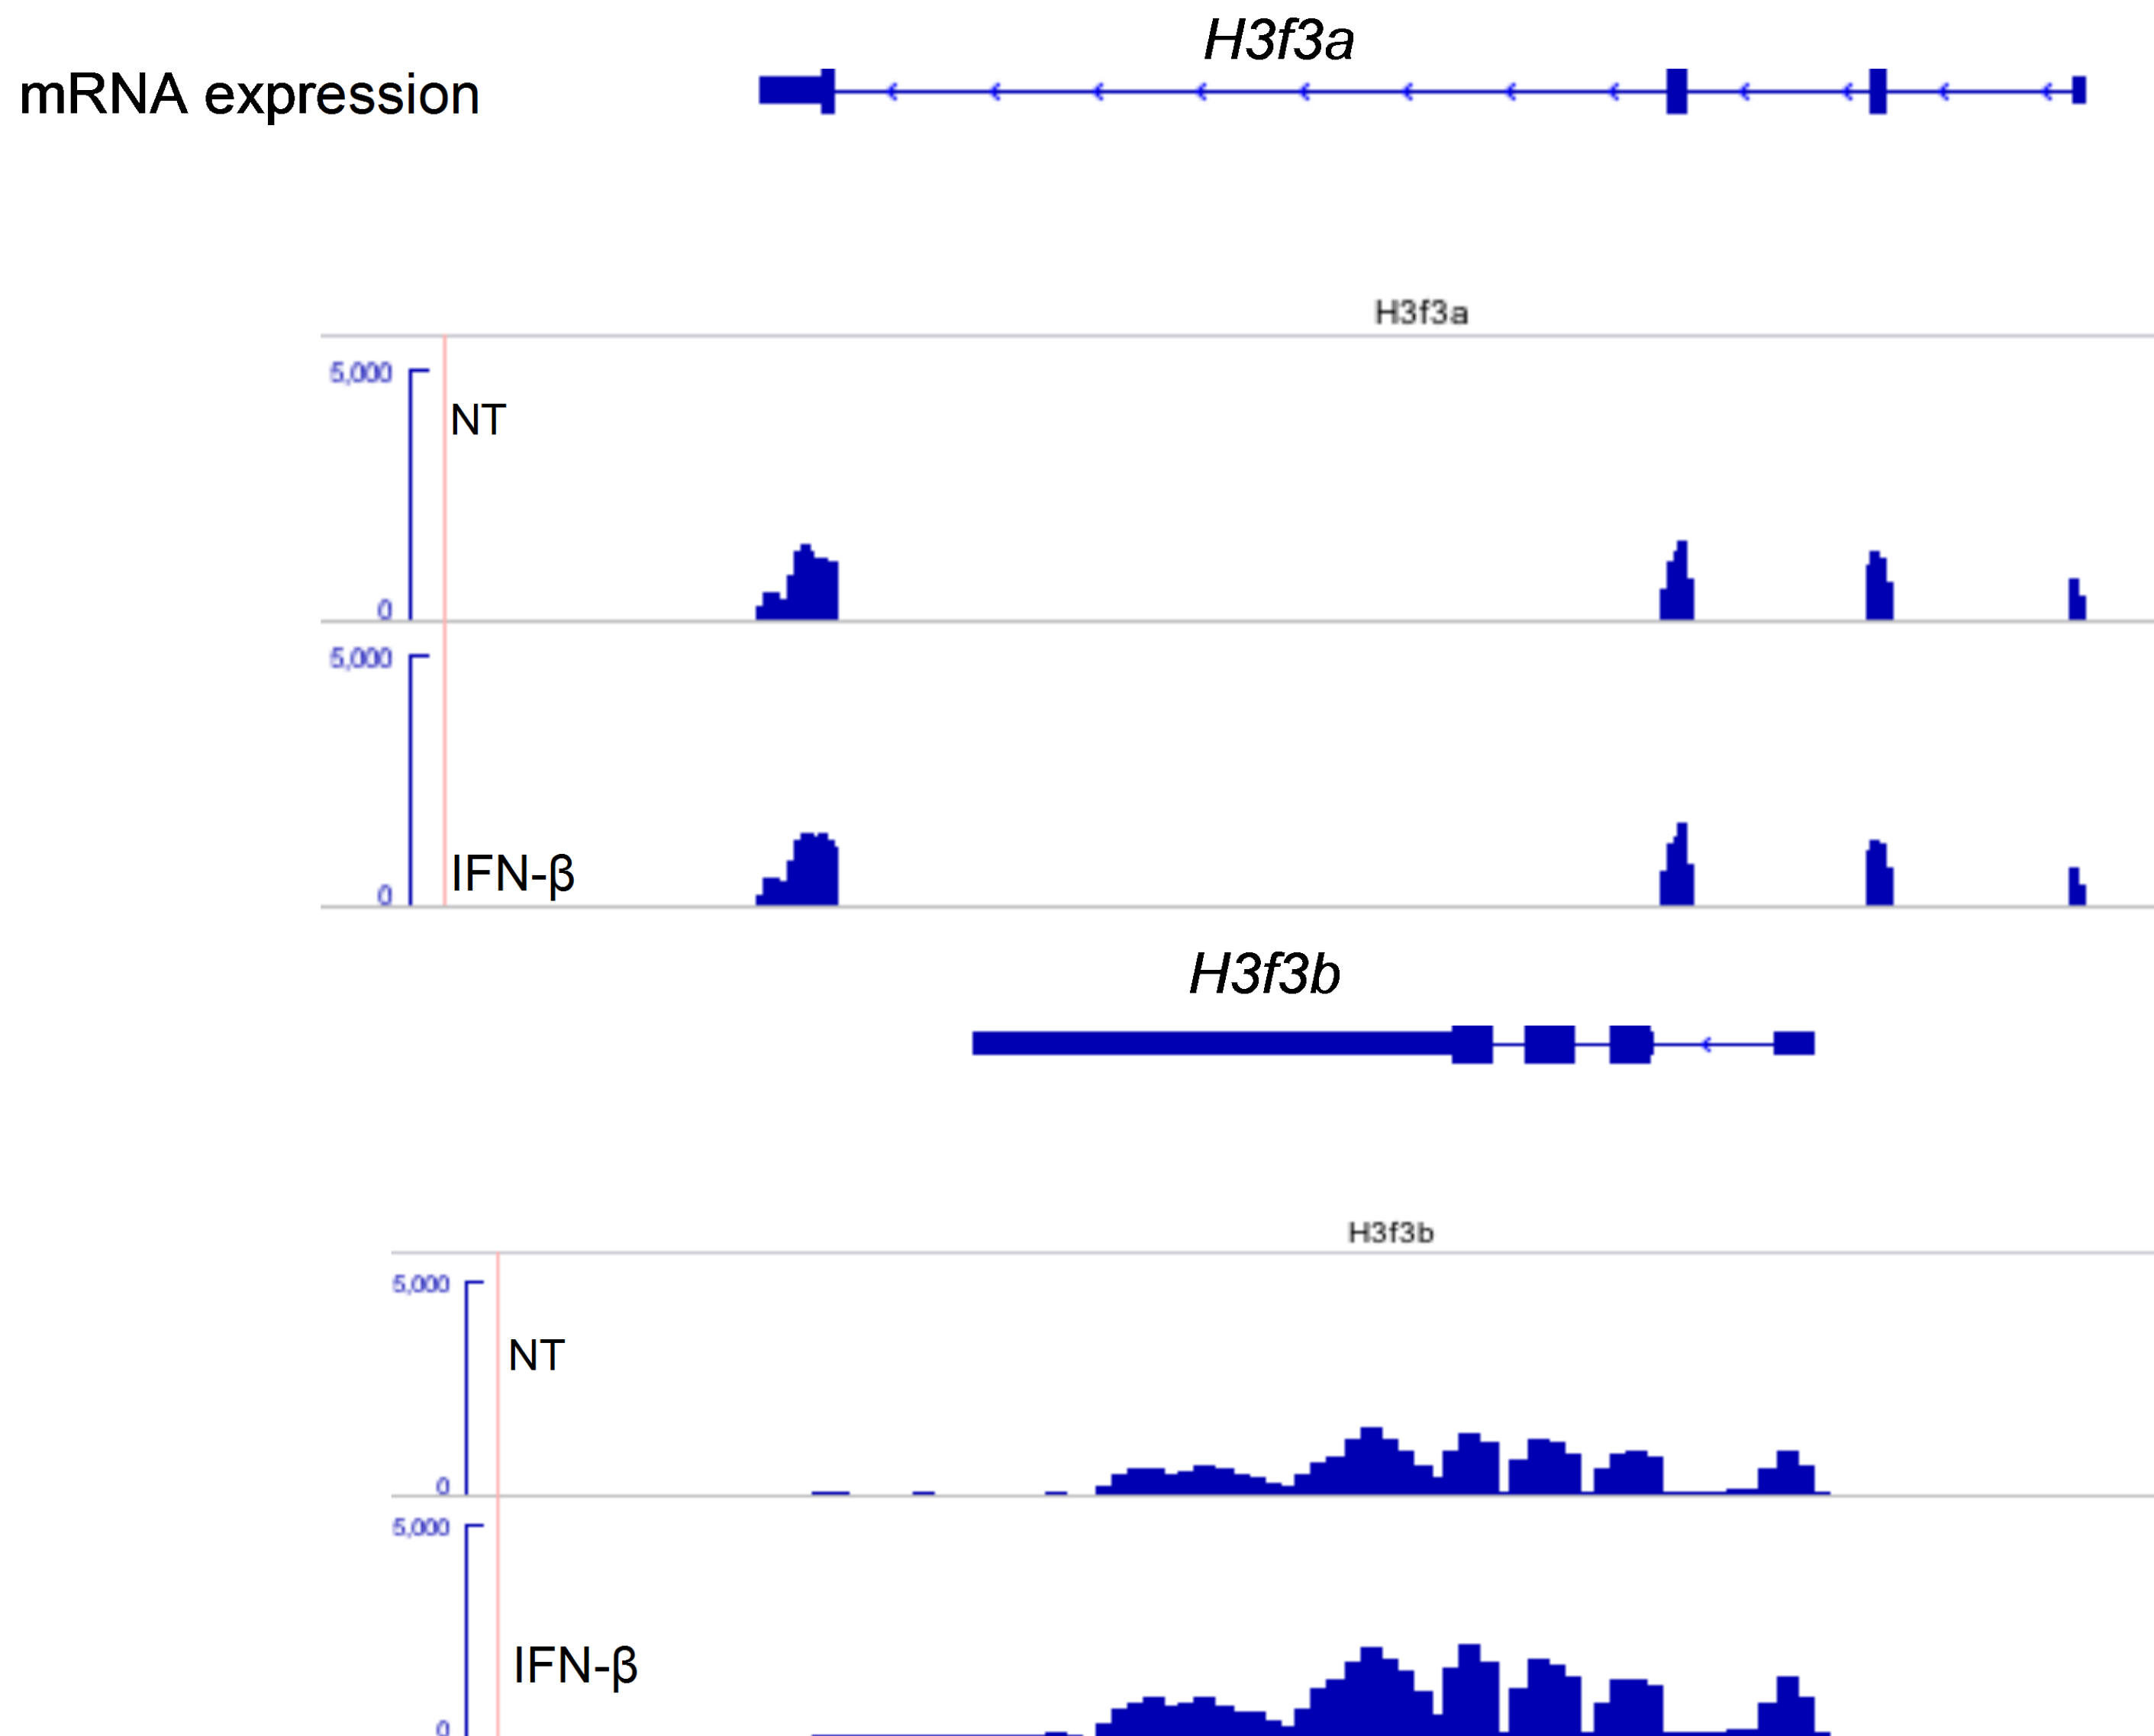 H3f3a
mRNA expression
H3f3a
5,000
NT
0
5,000
IFN-β
0
H3f3b
H3f3b
5,000
NT
0
5,000
IFN-β
0